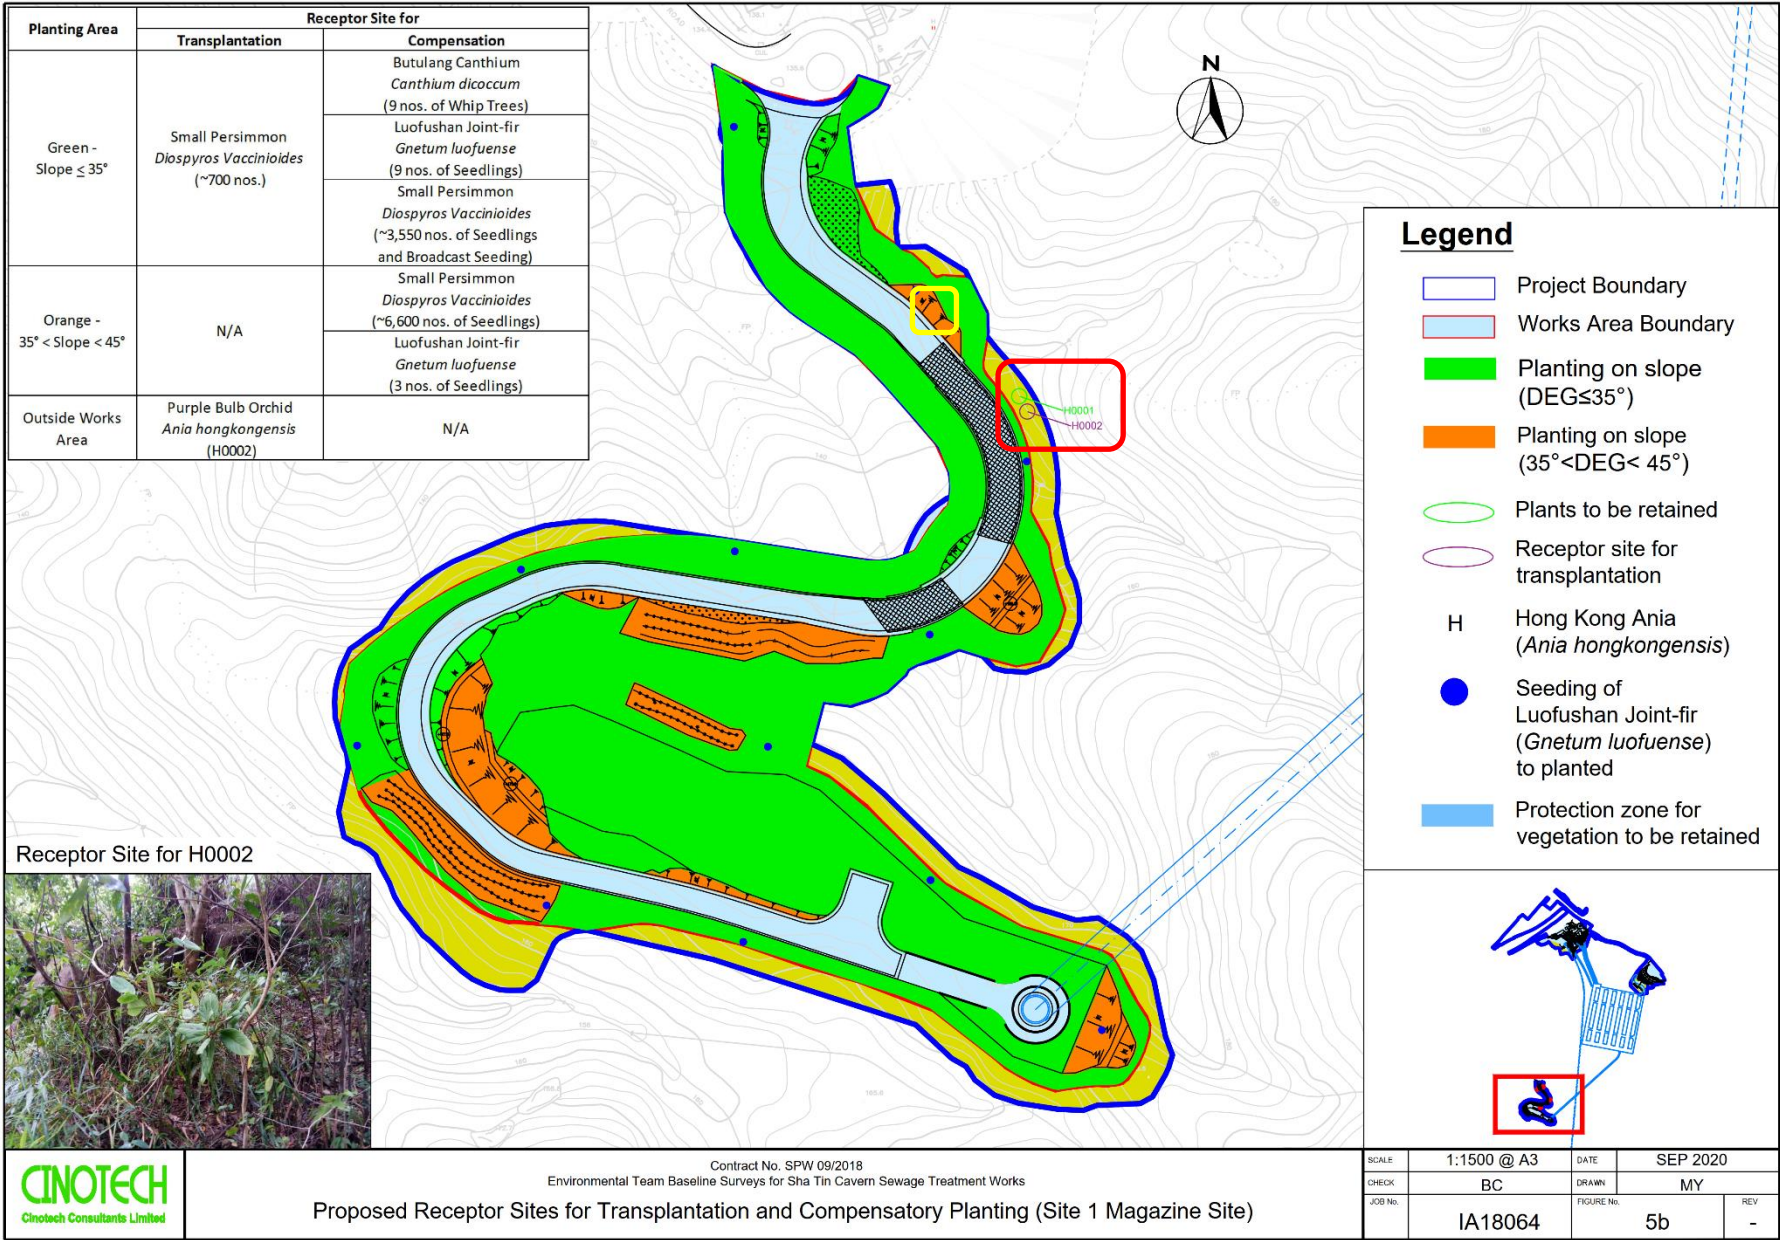 Planting Area
Receptor Site for
Transplantation
Compensation
Green -
Slope ≤ 35°
Small Persimmon
Diospyros Vaccinioides
(~700 nos.)
Butulang Canthium
Canthium dicoccum
(9 nos. of Whip Trees)
Luofushan Joint-fir
Gnetum luofuense
(9 nos. of Seedlings)
Small Persimmon
Diospyros Vaccinioides
(~3,550 nos. of Seedlings
and Broadcast Seeding)
Orange -
35° < Slope < 45°
N/A
Small Persimmon
Diospyros Vaccinioides
(~6,600 nos. of Seedlings)
Luofushan Joint-fir
Gnetum luofuense
(3 nos. of Seedlings)
Outside Works
Area
Purple Bulb Orchid
Ania hongkongensis
(H0002)
N/A
N
H0001
H0002
Legend
Project Boundary
Works Area Boundary
Planting on slope
(DEG≤35°)
Planting on slope
(35°<DEG< 45°)
Plants to be retained
Receptor site for
transplantation
H
Hong Kong Ania
(Ania hongkongensis)
Seeding of
Luofushan Joint-fir
(Gnetum luofuense)
to planted
Protection zone for
vegetation to be retained
Receptor Site for H0002
CINOTECH
Cinotech Consultants Limited
Contract No. SPW 09/2018
Environmental Team Baseline Surveys for Sha Tin Cavern Sewage Treatment Works
Proposed Receptor Sites for Transplantation and Compensatory Planting (Site 1 Magazine Site)
SCALE 1:1500 @ A3 DATE SEP 2020
CHECK BC DRAWN MY
JOB No. IA18064 FIGURE No. 5b REV -